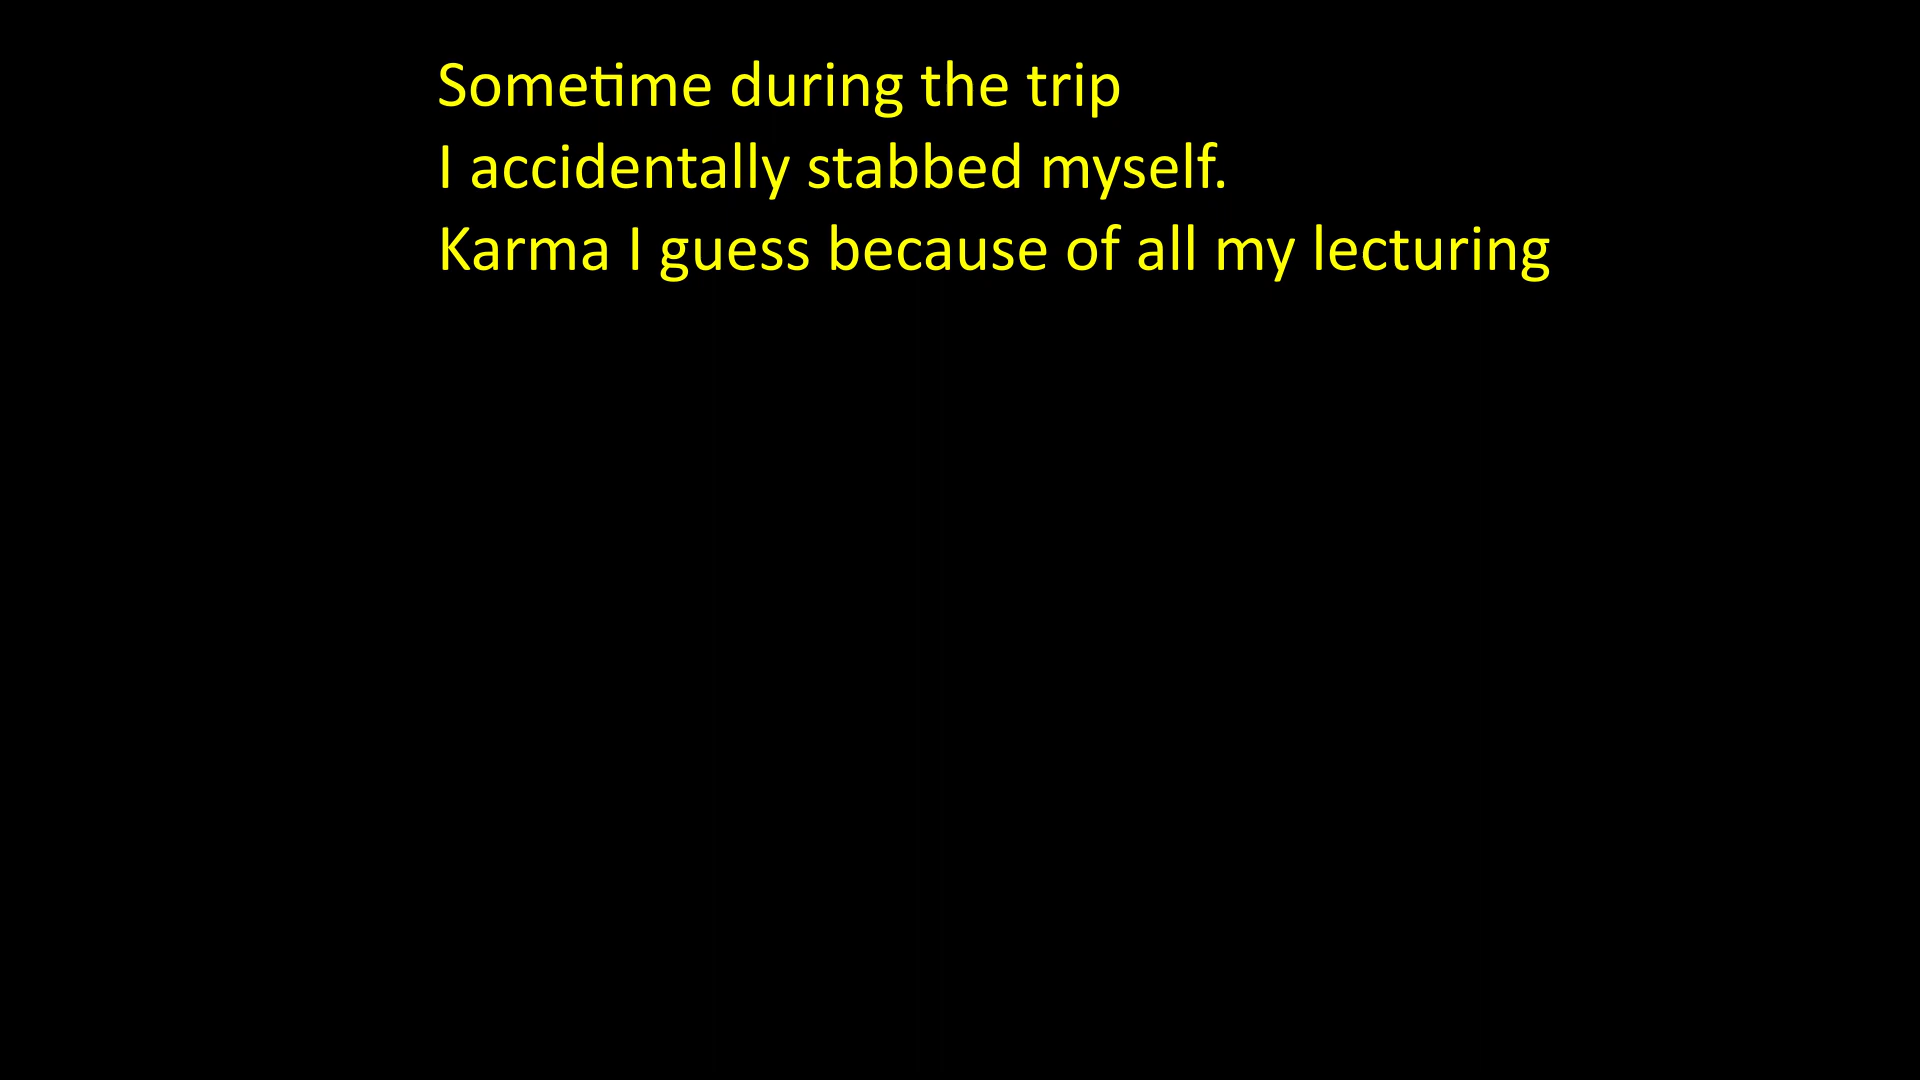 Sometime during the trip
I accidentally stabbed myself.
Karma I guess because of all my lecturing